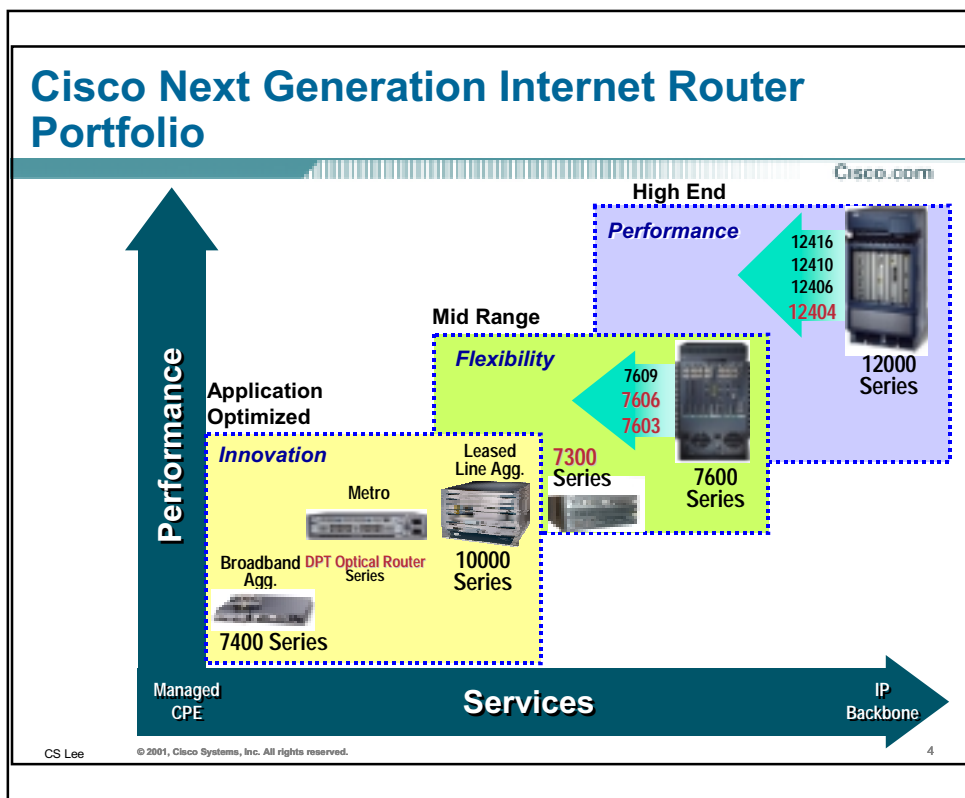 Cisco Next Generation Internet Router
Portfolio
Cisco.com
High End
Performance
12416
12410
12406
12404
12000
Series
Mid Range
Flexibility
7609
7606
7603
7600
Series
7300
Series
Application
Optimized
Innovation
Leased
Line Agg.
10000
Series
Metro
DPT Optical Router
Series
Broadband
Agg.
7400 Series
Performance
Managed
CPE
Services
IP
Backbone
CS Lee
© 2001, Cisco Systems, Inc. All rights reserved.
4